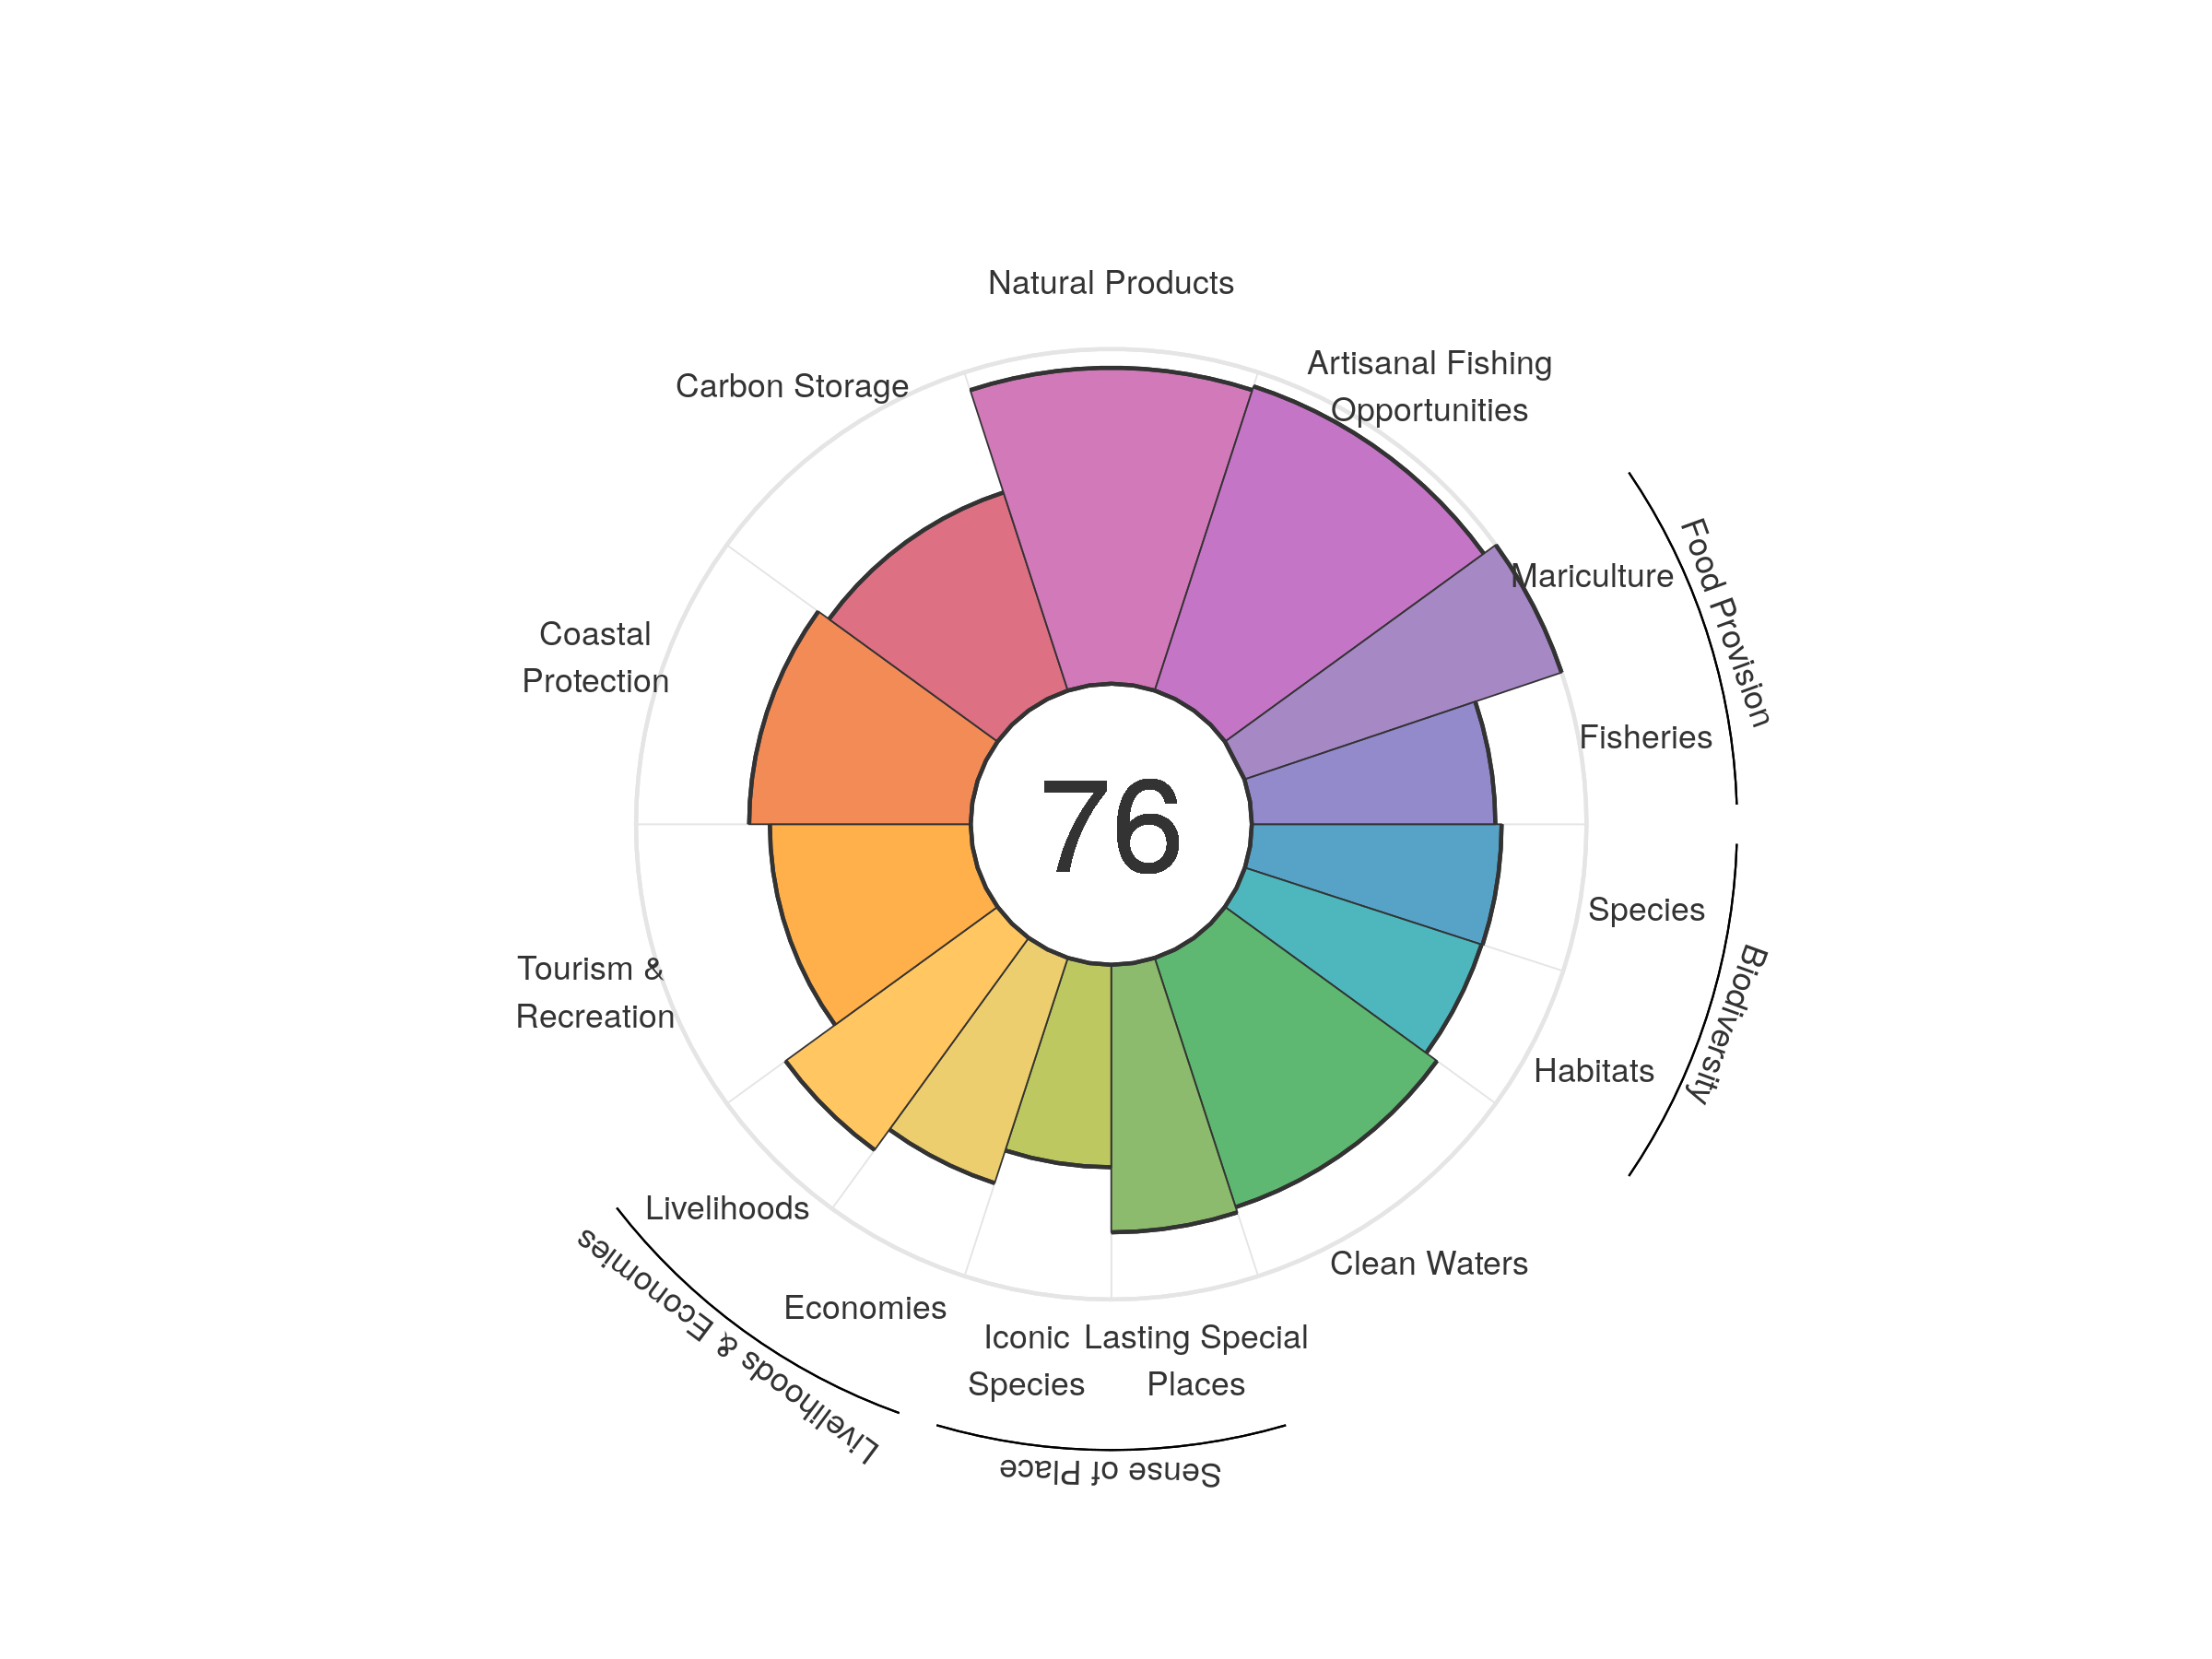 Natural Products
Artisanal Fishing
Opportunities
Carbon Storage
Mariculture
Food Provision
Coastal
Protection
Fisheries
76
Species
Biodiversity
Tourism &
Recreation
Habitats
Livelihoods
Clean Waters
Economies
Livelihoods & Economies
Iconic
Species
Lasting Special
Places
Sense of Place